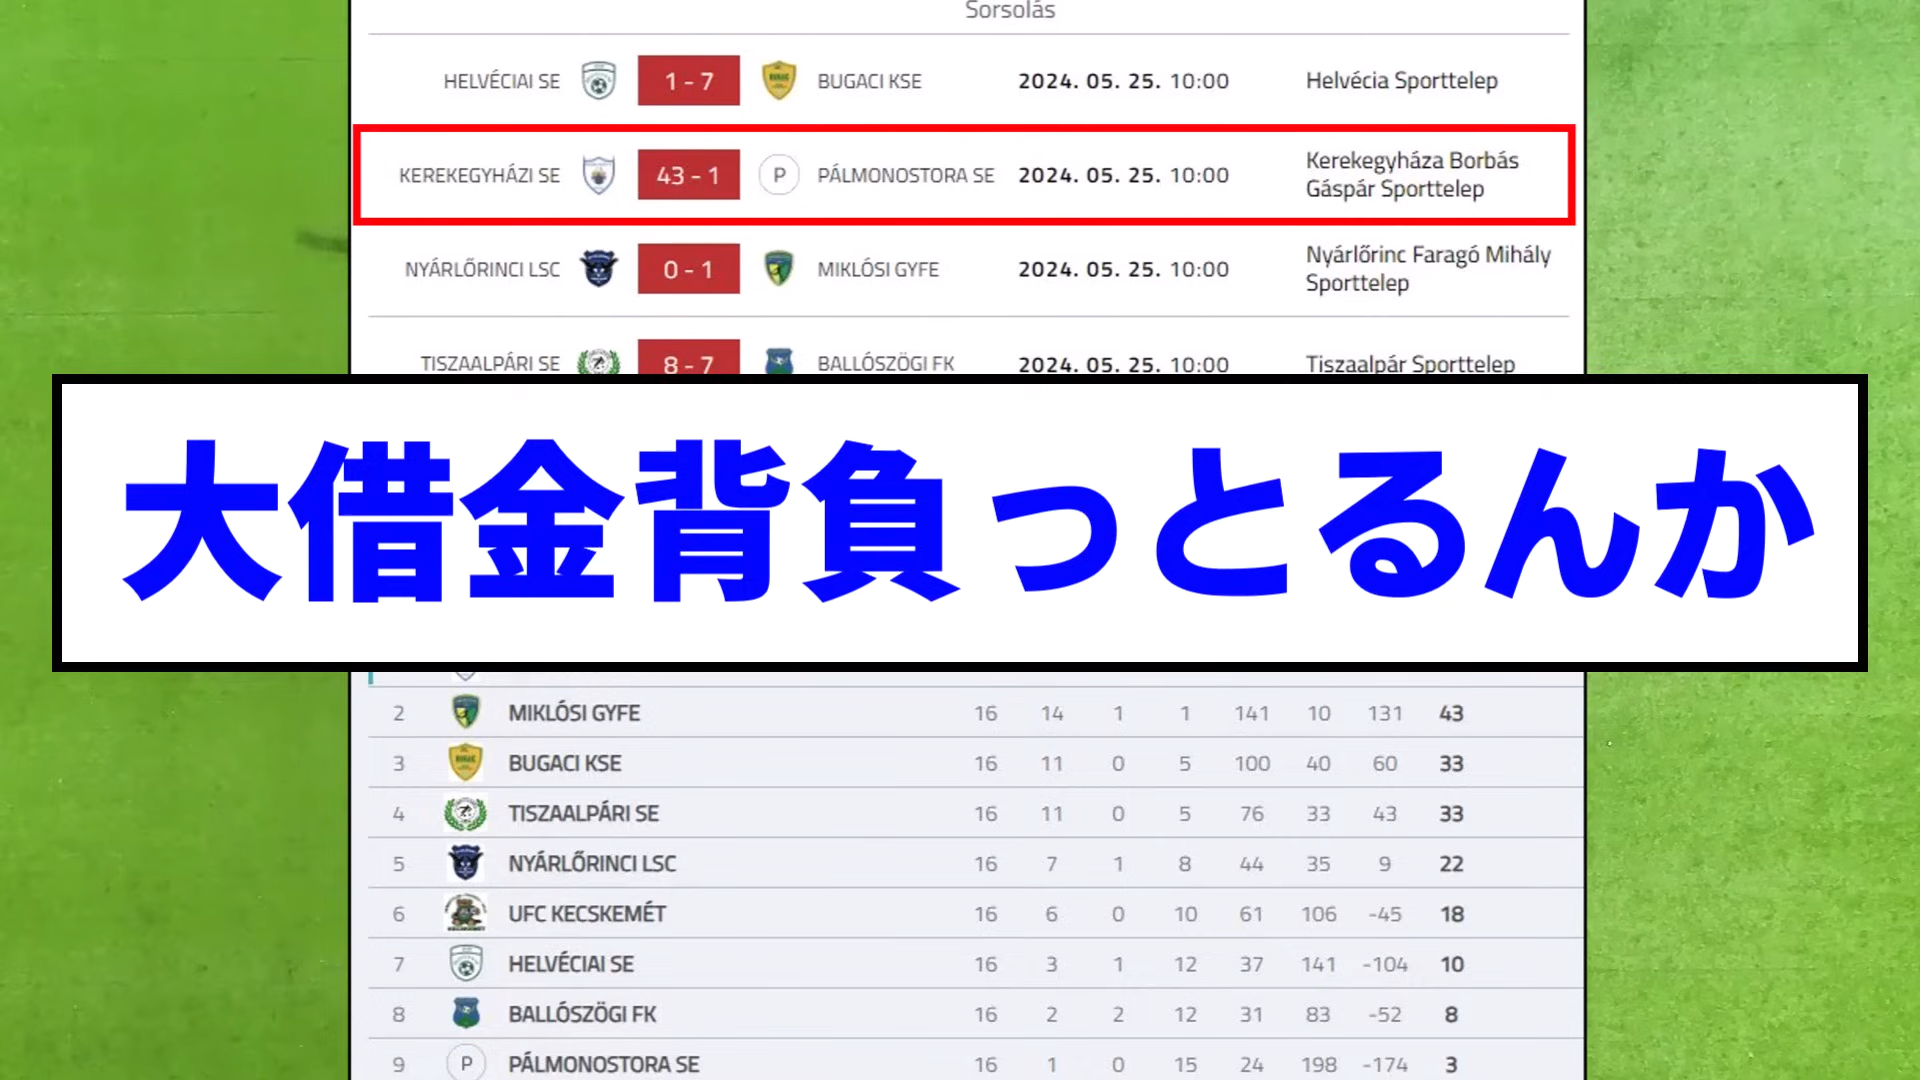 Sorsolás
HELVÉCIAI SE 1 - 7 BUGACI KSE 2024. 05. 25. 10:00 Helvécia Sporttelep
KEREKEGYHÁZI SE 43 - 1 P PÁLMONOSTORA SE 2024. 05. 25. 10:00 Kerekegyháza Borbás
Gáspár Sporttelep
NYÁRLŐRINCI LSC 0 - 1 MIKLÓSI GYFE 2024. 05. 25. 10:00 Nyárlőrinc Faragó Mihály
Sporttelep
TISZAALPÁRI SE 8 - 7 BALLÓSZÖGI FK 2024. 05. 25. 10:00 Tiszaalpár Sporttelep
大借金背負っとるんか
2 MIKLÓSI GYFE 16 14 1 1 141 10 131 43
3 BUGACI KSE 16 11 0 5 100 40 60 33
4 TISZAALPÁRI SE 16 11 0 5 76 33 43 33
5 NYÁRLŐRINCI LSC 16 7 1 8 44 35 9 22
6 UFC KECSKEMÉT 16 6 0 10 61 106 -45 18
7 HELVÉCIAI SE 16 3 1 12 37 141 -104 10
8 BALLÓSZÖGI FK 16 2 2 12 31 83 -52 8
9 P PÁLMONOSTORA SE 16 1 0 15 24 198 -174 3